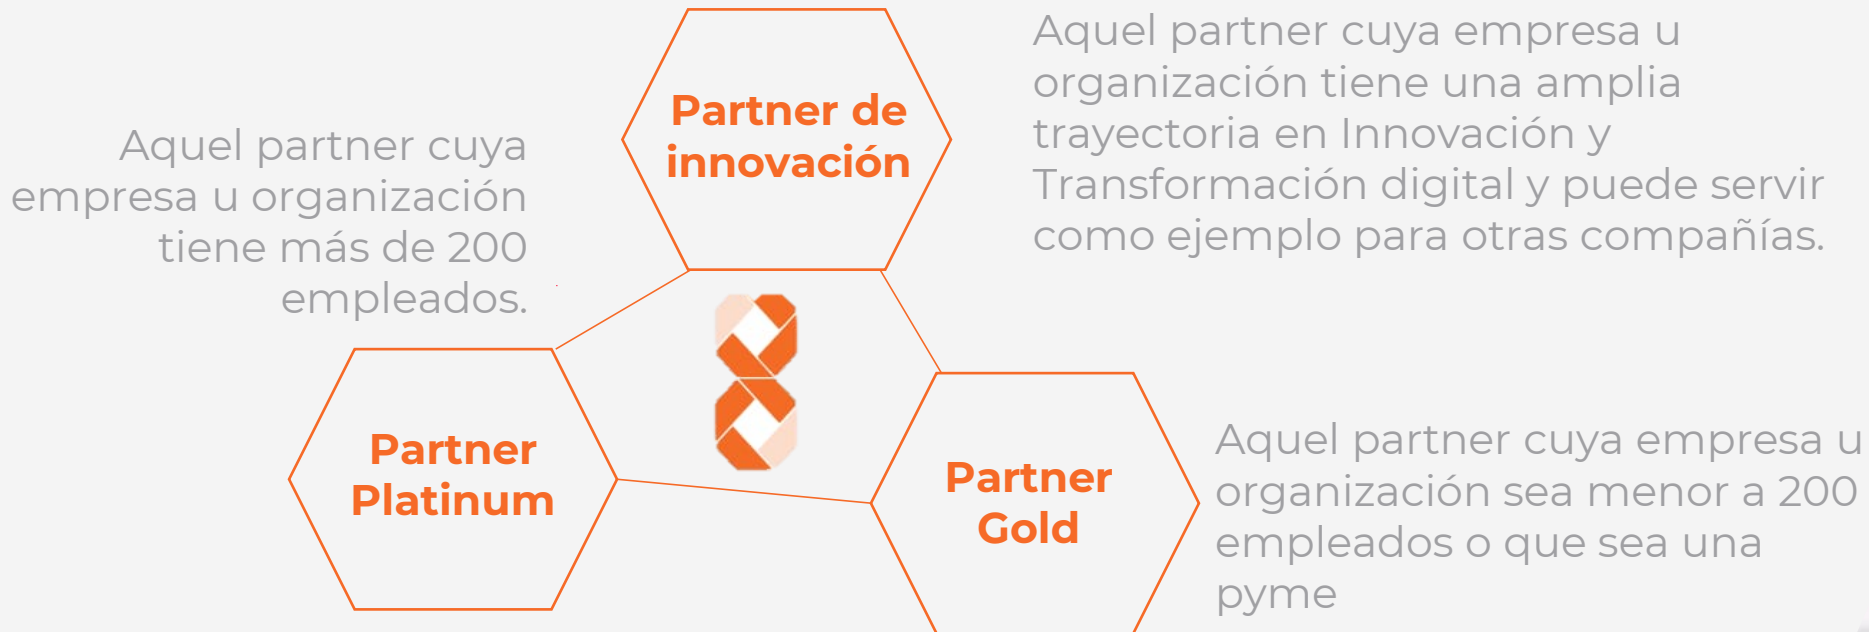 Partner de
innovación
Aquel partner cuya empresa u
organización tiene una amplia
trayectoria en Innovación y
Transformación digital y puede servir
como ejemplo para otras compañías.
Aquel partner cuya
empresa u organización
tiene más de 200
empleados.
Partner
Platinum
Partner
Gold
Aquel partner cuya empresa u
organización sea menor a 200
empleados o que sea una
pyme